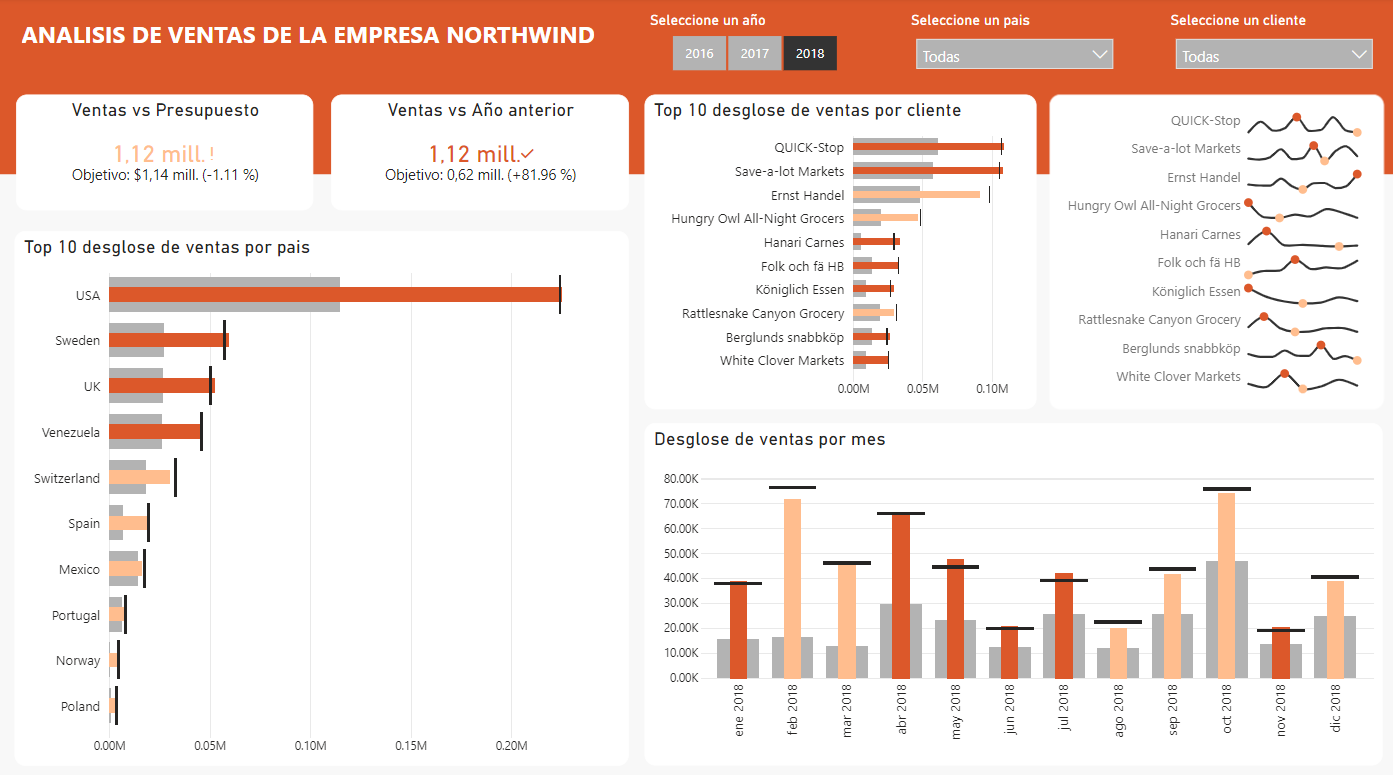 ANALISIS DE VENTAS DE LA EMPRESA NORTHWIND
Seleccione un año
2016
2017
2018
Seleccione un pais
Todas
Seleccione un cliente
Todas
Ventas vs Presupuesto
1,12 mill. !
Objetivo: $1,14 mill. (-1.11 %)
Ventas vs Año anterior
1,12 mill.✓
Objetivo: 0,62 mill. (+81.96 %)
Top 10 desglose de ventas por pais
USA
Sweden
UK
Venezuela
Switzerland
Spain
Mexico
Portugal
Norway
Poland
0.00M
0.05M
0.10M
0.15M
0.20M
Top 10 desglose de ventas por cliente
QUICK-Stop
Save-a-lot Markets
Ernst Handel
Hungry Owl All-Night Grocers
Hanari Carnes
Folk och fä HB
Königlich Essen
Rattlesnake Canyon Grocery
Berglunds snabbköp
White Clover Markets
0.00M
0.05M
0.10M
QUICK-Stop
Save-a-lot Markets
Ernst Handel
Hungry Owl All-Night Grocers
Hanari Carnes
Folk och fä HB
Königlich Essen
Rattlesnake Canyon Grocery
Berglunds snabbköp
White Clover Markets
Desglose de ventas por mes
80.00K
70.00K
60.00K
50.00K
40.00K
30.00K
20.00K
10.00K
0.00K
ene 2018
feb 2018
mar 2018
abr 2018
may 2018
jun 2018
jul 2018
ago 2018
sep 2018
oct 2018
nov 2018
dic 2018